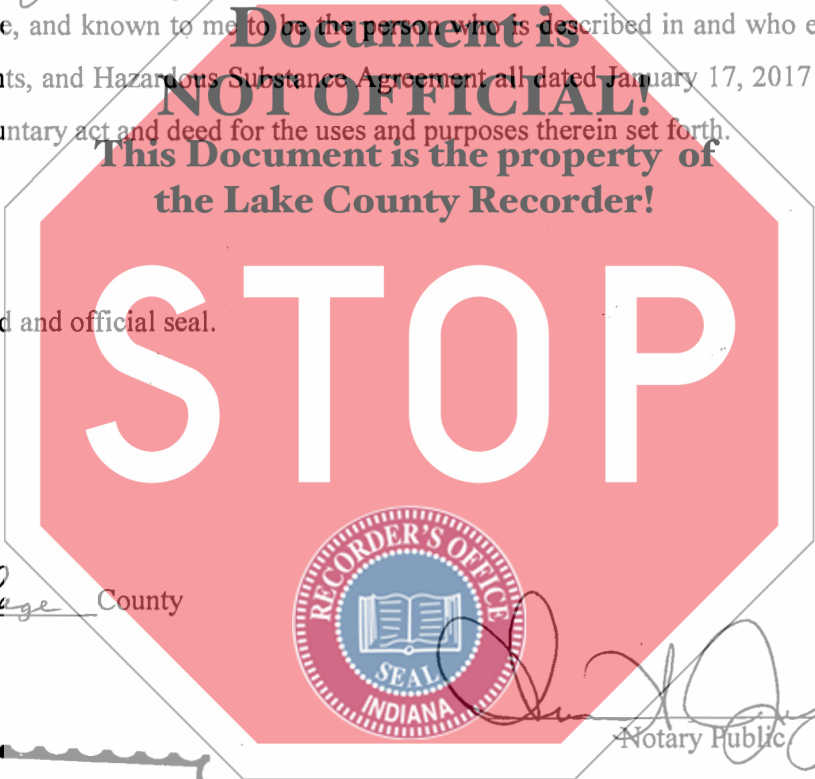 Document is
e, and known to me to be the person who is described in and who e
NOT OFFICIAL!
ts, and Hazardous Substance Agreement all dated January 17, 2017
This Document is the property of
untary act and deed for the uses and purposes therein set forth.
the Lake County Recorder!
d and official seal.
STOP
RECORDER'S OFFICE
SEAL
INDIANA
County
Notary Public